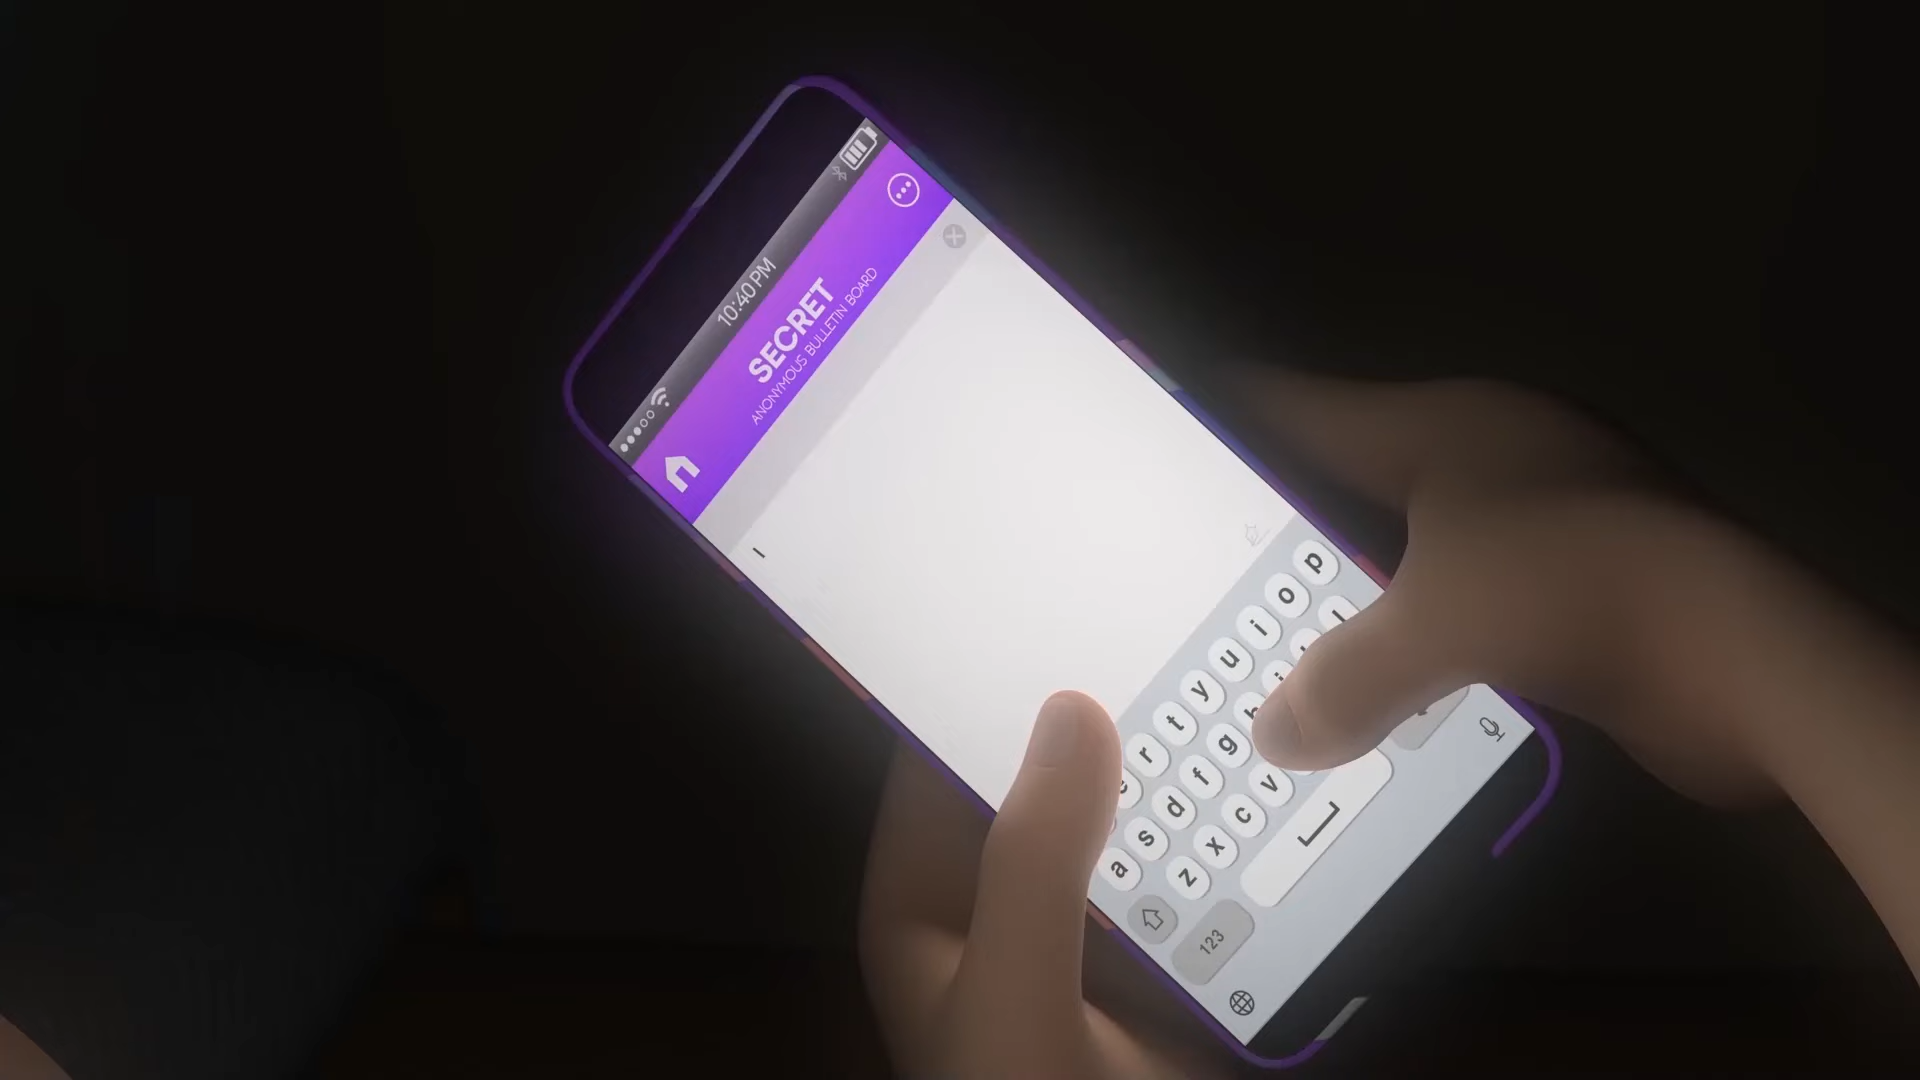 10:40 PM
SECRET
ANONYMOUS BULLETIN BOARD
I
e r t y u i o p
a s d f g h j l
z x c v
123